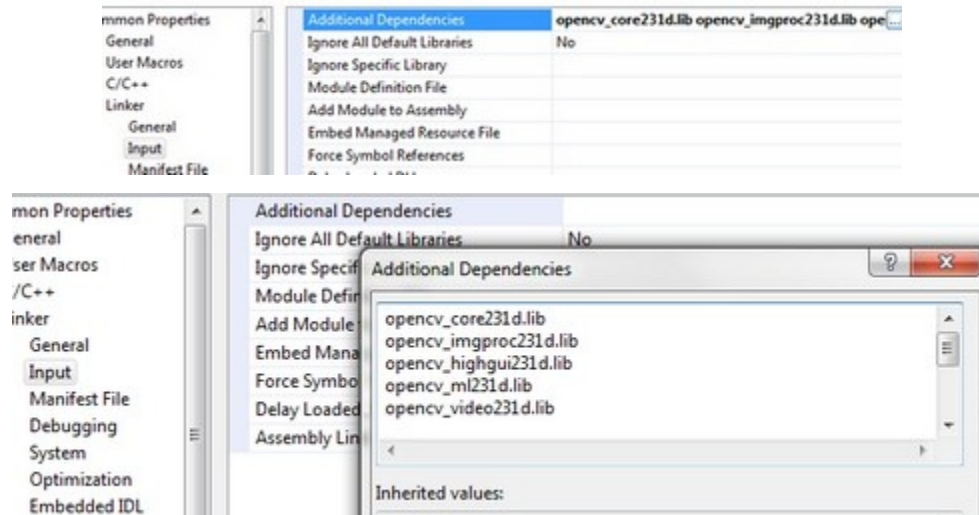 mmon Properties
General
User Macros
C/C++
Linker
General
Input
Manifest File
Additional Dependencies opencv_core231d.lib opencv_imgproc231d.lib ope...
Ignore All Default Libraries No
Ignore Specific Library
Module Definition File
Add Module to Assembly
Embed Managed Resource File
Force Symbol References
mon Properties
eneral
ser Macros
/C++
inker
General
Input
Manifest File
Debugging
System
Optimization
Embedded IDL
Additional Dependencies
Ignore All Default Libraries No
Ignore Specif
Module Defin
Add Module
Embed Mana
Force Symbo
Delay Loaded
Assembly Lin
Additional Dependencies
opencv_core231d.lib
opencv_imgproc231d.lib
opencv_highgui231d.lib
opencv_ml231d.lib
opencv_video231d.lib
Inherited values: